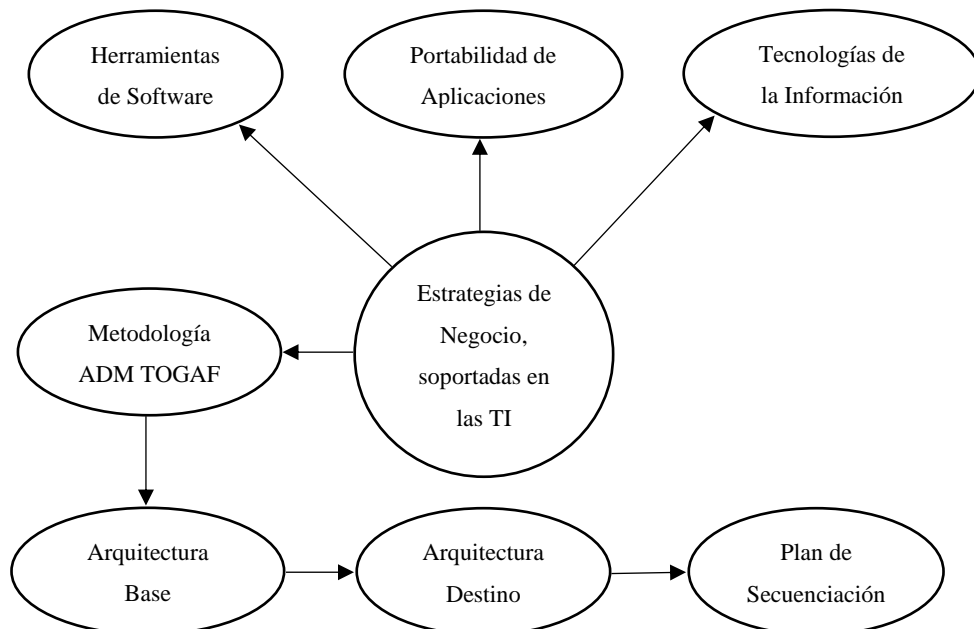 Herramientas
de Software
Portabilidad de
Aplicaciones
Tecnologías de
la Información
Estrategias de
Negocio,
soportadas en
las TI
Metodología
ADM TOGAF
Arquitectura
Base
Arquitectura
Destino
Plan de
Secuenciación